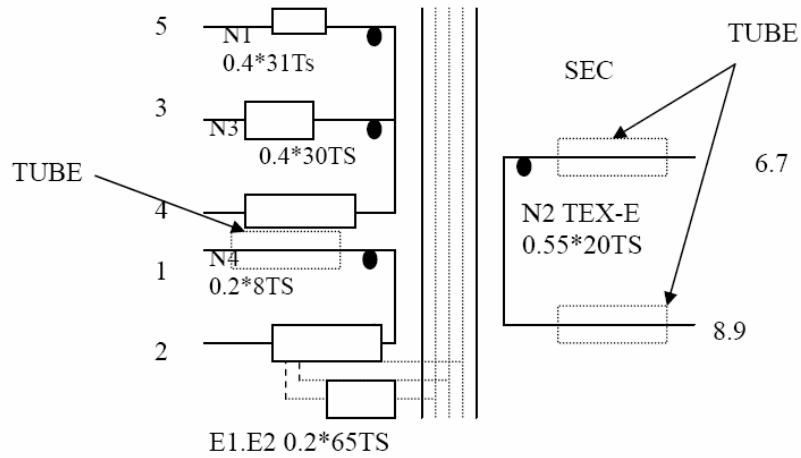 5
N1
0.4*31Ts
TUBE
SEC
3
N3
0.4*30TS
TUBE
6.7
4
N2 TEX-E
0.55*20TS
N4
1
0.2*8TS
8.9
2
E1.E2 0.2*65TS